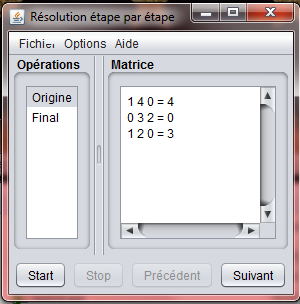 Résolution étape par étape
Fichier Options Aide
Opérations Matrice
Origine
Final
1 4 0 = 4
0 3 2 = 0
1 2 0 = 3
Start Stop Précédent Suivant